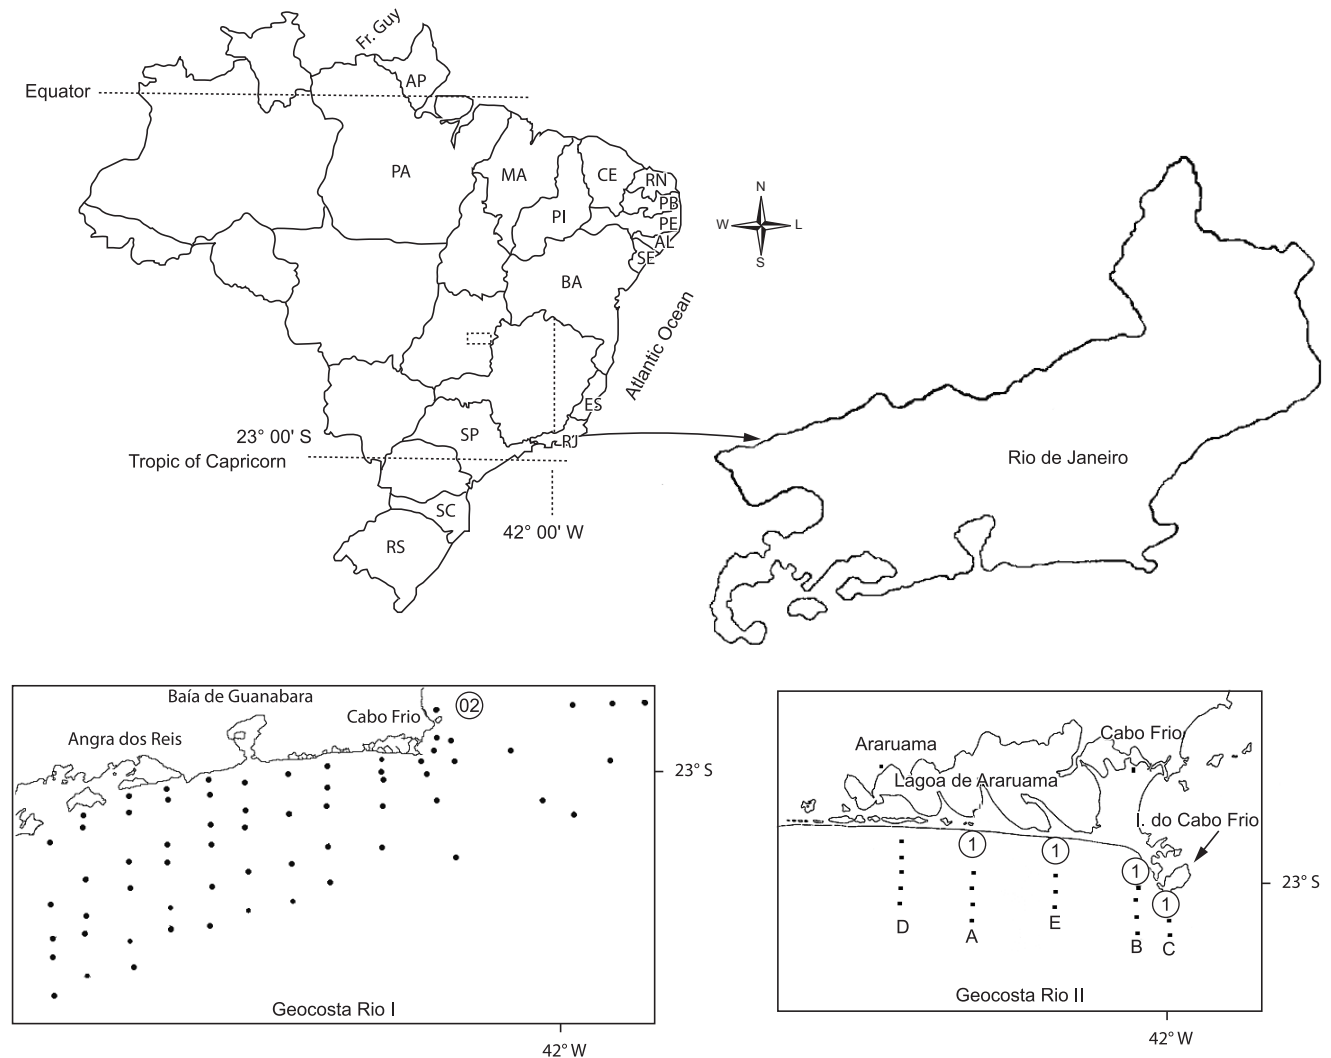 Fr. Guy
AP
Equator
PA
MA
CE
RN
PB
PI
PE
AL
SE
BA
N
W
L
S
Atlantic Ocean
ES
23° 00' S
SP
RJ
Tropic of Capricorn
SC
42° 00' W
RS
Rio de Janeiro
Baía de Guanabara
02
Cabo Frio
Angra dos Reis
23° S
Geocosta Rio I
42° W
Araruama
Cabo Frio
Lagoa de Araruama
I. do Cabo Frio
1
1
1
1
23° S
D
A
E
B
C
Geocosta Rio II
42° W